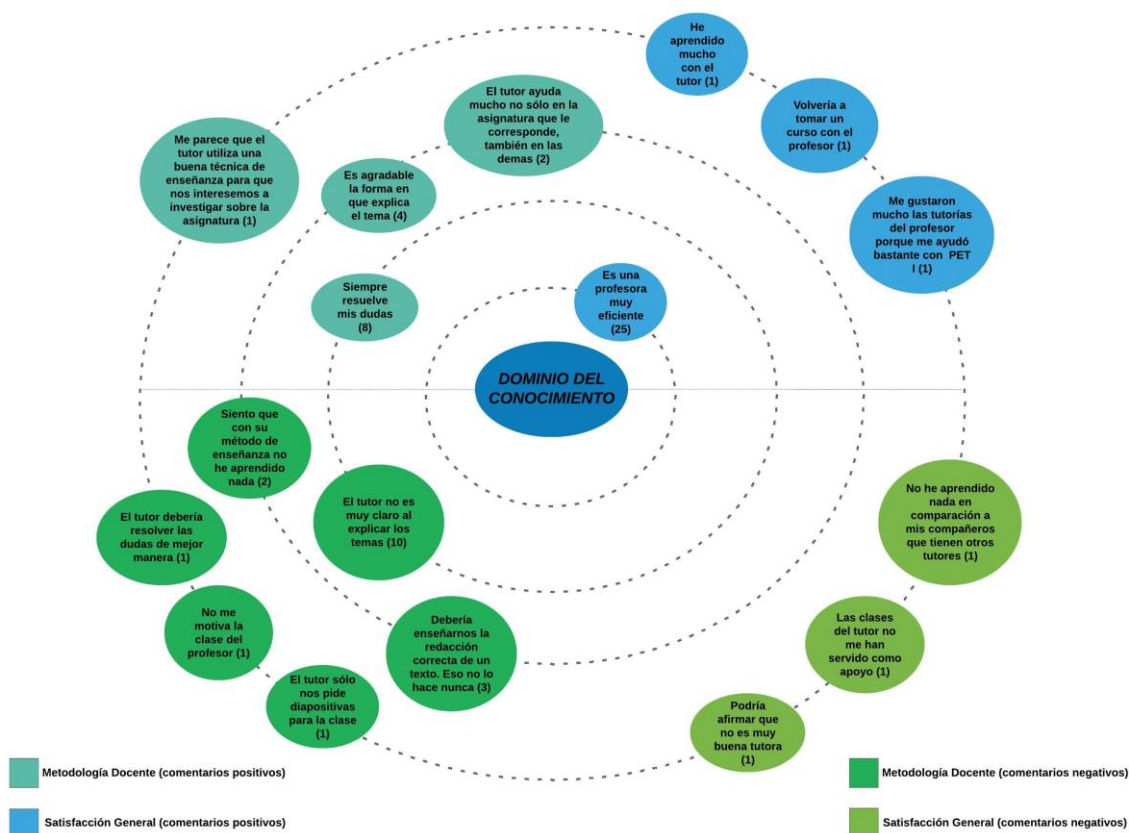 He
aprendido
mucho
con el
tutor (1)
El tutor ayuda
mucho no sólo en la
asignatura que le
corresponde,
también en las
demas (2)
Volvería a
tomar un
curso con el
profesor (1)
Me parece que el
tutor utiliza una
buena técnica de
enseñanza para que
nos interesemos a
investigar sobre la
asignatura (1)
Es agradable
la forma en
que explica
el tema (4)
Me gustaron
mucho las tutorías
del profesor
porque me ayudó
bastante con PET
I (1)
Siempre
resuelve
mis dudas
(8)
Es una
profesora
muy
eficiente
(25)
DOMINIO DEL
CONOCIMIENTO
Siento que
con su
método de
enseñanza no
he aprendido
nada (2)
El tutor no es
muy claro al
explicar los
temas (10)
No he aprendido
nada en
comparación a
mis compañeros
que tienen otros
tutores (1)
El tutor debería
resolver las
dudas de mejor
manera (1)
No me
motiva la
clase del
profesor (1)
Debería
enseñarnos la
redacción
correcta de un
texto. Eso no lo
hace nunca (3)
Las clases
del tutor no
me han
servido como
apoyo (1)
El tutor sólo
nos pide
diapositivas
para la clase
(1)
Podría
afirmar que
no es muy
buena tutora
(1)
Metodología Docente (comentarios positivos)
Satisfacción General (comentarios positivos)
Metodología Docente (comentarios negativos)
Satisfacción General (comentarios negativos)